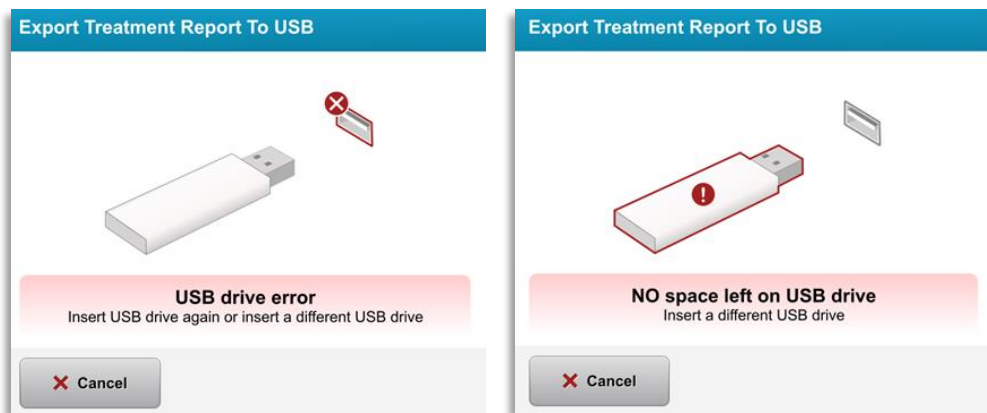 Export Treatment Report To USB
USB drive error
Insert USB drive again or insert a different USB drive
Cancel
Export Treatment Report To USB
NO space left on USB drive
Insert a different USB drive
Cancel